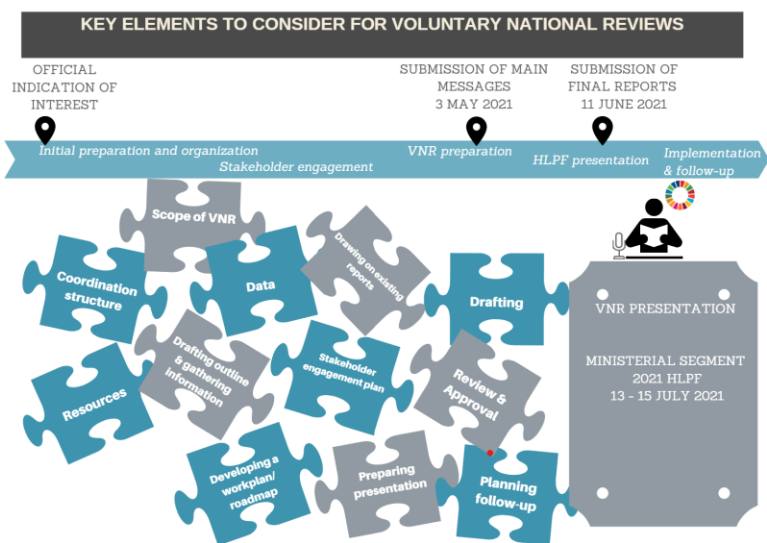 KEY ELEMENTS TO CONSIDER FOR VOLUNTARY NATIONAL REVIEWS
OFFICIAL
INDICATION OF
INTEREST
SUBMISSION OF MAIN
MESSAGES
3 MAY 2021
SUBMISSION OF
FINAL REPORTS
11 JUNE 2021
Initial preparation and organization
Stakeholder engagement
VNR preparation
HLPF presentation
Implementation
& follow-up
Scope of VNR
Coordination
structure
Data
Drawing on existing
reports
Drafting
Resources
Drafting outline
& gathering
information
Stakeholder
engagement plan
Review &
Approval
Developing a
workplan/
roadmap
Preparing
presentation
Planning
follow-up
VNR PRESENTATION
MINISTERIAL SEGMENT
2021 HLPF
13 - 15 JULY 2021